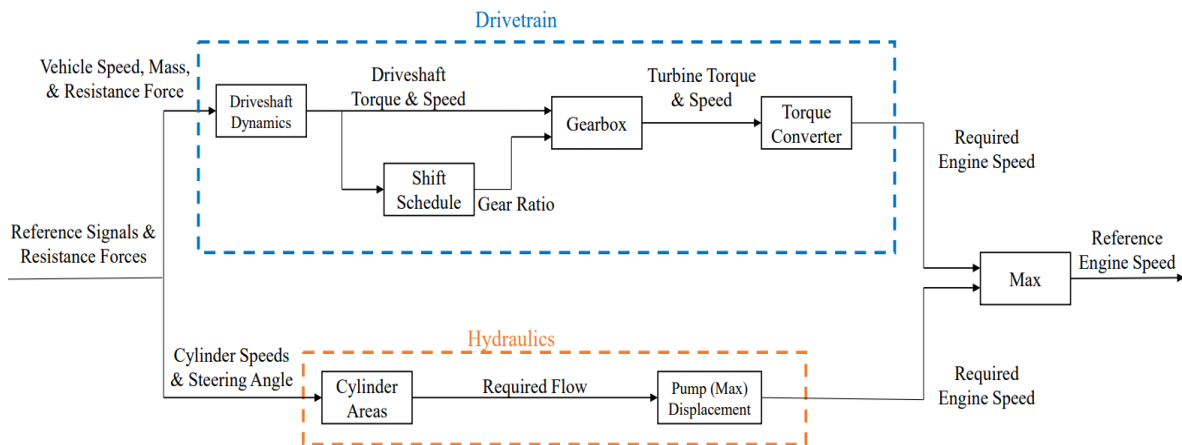 Drivetrain
Vehicle Speed, Mass,
& Resistance Force
Driveshaft
Dynamics
Driveshaft
Torque & Speed
Shift
Schedule
Gear Ratio
Gearbox
Turbine Torque
& Speed
Torque
Converter
Required
Engine Speed
Reference Signals &
Resistance Forces
Max
Reference
Engine Speed
Hydraulics
Cylinder Speeds
& Steering Angle
Cylinder
Areas
Required Flow
Pump (Max)
Displacement
Required
Engine Speed